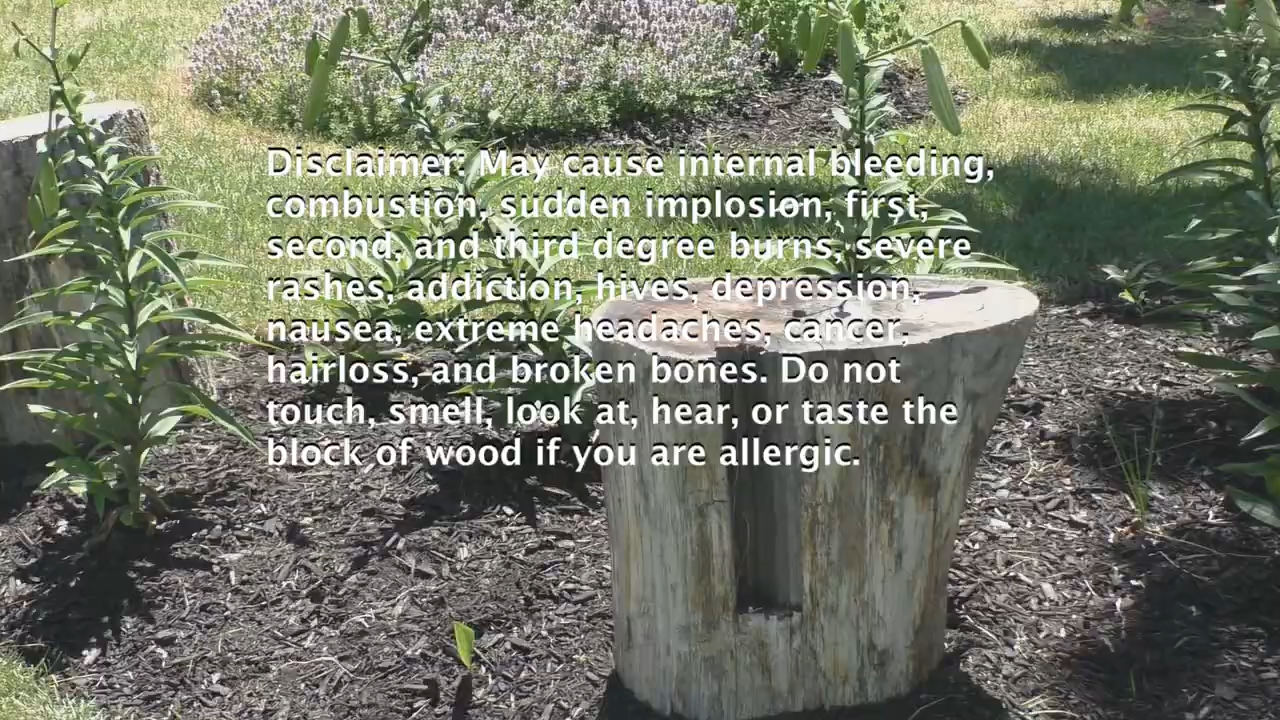 Disclaimer: May cause internal bleeding,
combustion, sudden implosion, first,
second, and third degree burns, severe
rashes, addiction, hives, depression,
nausea, extreme headaches, cancer,
hairloss, and broken bones. Do not
touch, smell, look at, hear, or taste the
block of wood if you are allergic.